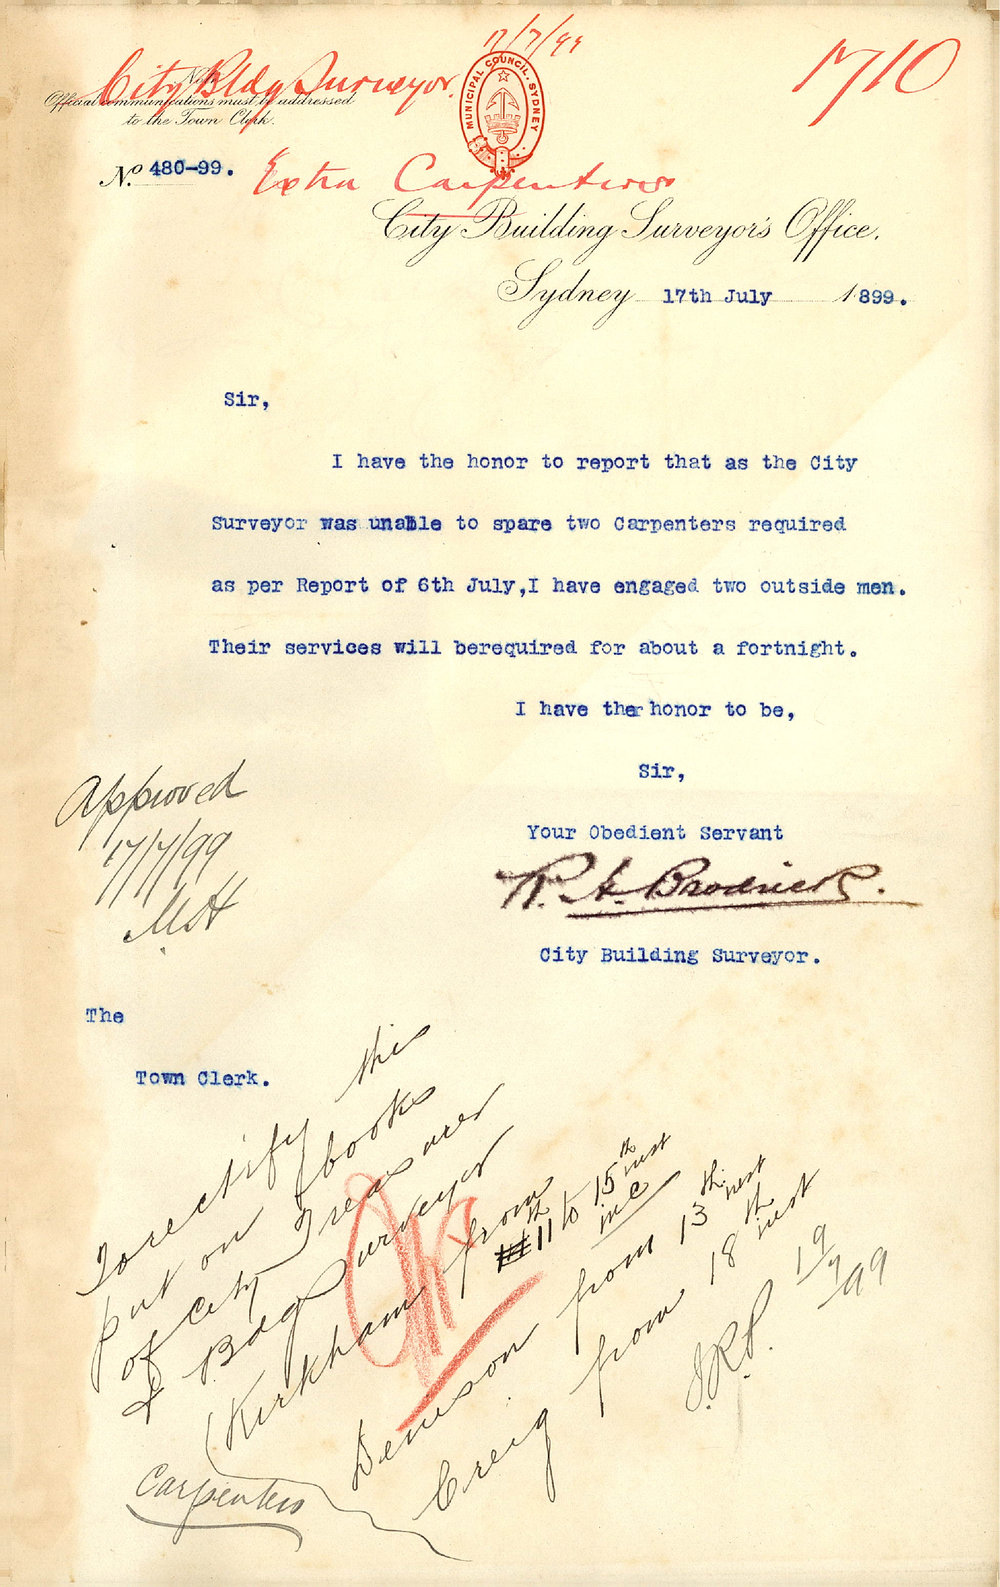 17/7/99
1710
City Bldg Surveyor.
Note
Official communications must be addressed
to the Town Clerk.
MUNICIPAL COUNCIL. SYDNEY
No. 480-99.
Extra Carpenters
City Building Surveyor's Office.
Sydney 17th July 1899.
Sir,
I have the honor to report that as the City
Surveyor was unable to spare two Carpenters required
as per Report of 6th July,I have engaged two outside men.
Their services will berequired for about a fortnight.
I have the honor to be,
Sir,
Your Obedient Servant
City Building Surveyor.
Approved
17/7/99
The
Town Clerk.
To rectify this
put on books
of City Treasurer
& Bdg Surveyor
Kirkham from 11th to 15th inst inc
Denison from 13th inst
Creig from 18th inst
J.R.P. 19/7/99
Carpenters